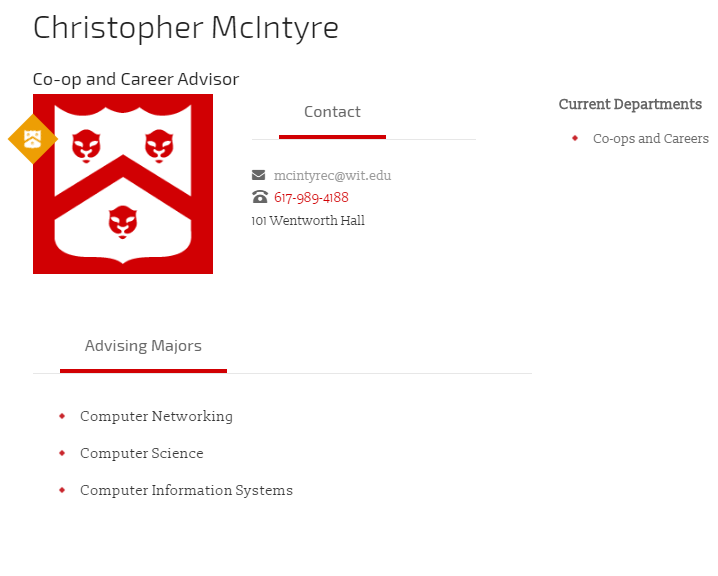 Christopher McIntyre
Co-op and Career Advisor
Contact
mcintyrec@wit.edu
617-989-4188
101 Wentworth Hall
Current Departments
Co-ops and Careers
Advising Majors
Computer Networking
Computer Science
Computer Information Systems